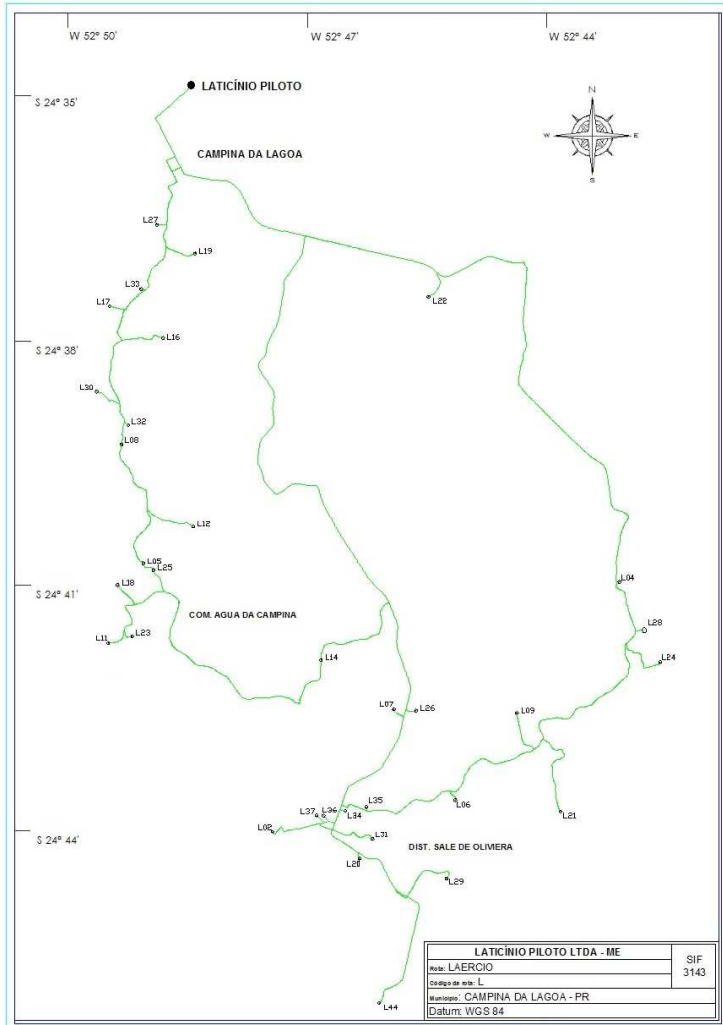 W 52° 50'
W 52° 47'
W 52° 44'
LATICÍNIO PILOTO
S 24° 35'
N
W
E
S
CAMPINA DA LAGOA
L27
L19
L33
L17
L22
L16
S 24° 38'
L30
L32
L08
L12
L05
L25
L18
L04
S 24° 41'
COM. AGUA DA CAMPINA
L28
L23
L11
L14
L24
L07
L26
L09
L06
L35
L37
L36
L34
L21
L02
S 24° 44'
L31
DIST. SALE DE OLIVIERA
L20
L29
L44
LATICÍNIO PILOTO LTDA - ME
SIF
3143
Rota: LAERCIO
Código da rota: L
Município: CAMPINA DA LAGOA - PR
Datum: WGS 84